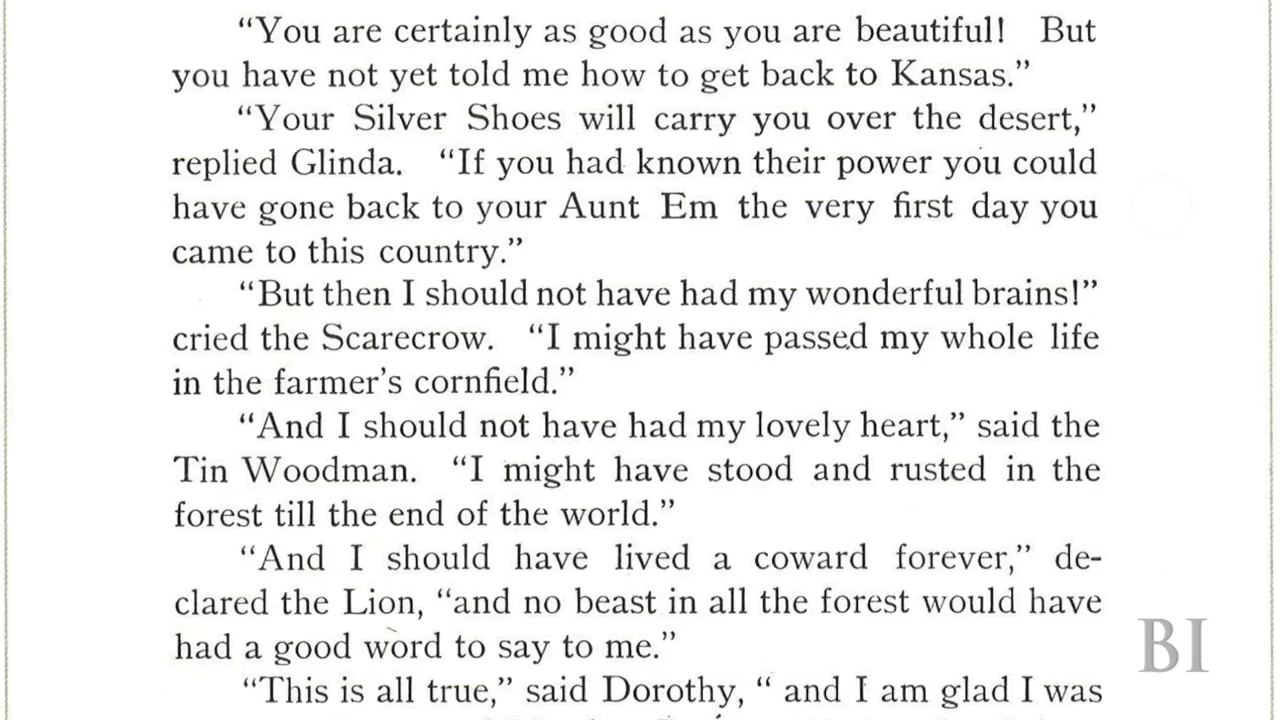 “You are certainly as good as you are beautiful! But
you have not yet told me how to get back to Kansas.”
“Your Silver Shoes will carry you over the desert,”
replied Glinda. “If you had known their power you could
have gone back to your Aunt Em the very first day you
came to this country.”
“But then I should not have had my wonderful brains!”
cried the Scarecrow. “I might have passed my whole life
in the farmer’s cornfield.”
“And I should not have had my lovely heart,” said the
Tin Woodman. “I might have stood and rusted in the
forest till the end of the world.”
“And I should have lived a coward forever,” de-
clared the Lion, “and no beast in all the forest would have
had a good word to say to me.”
“This is all true,” said Dorothy, “ and I am glad I was
BI